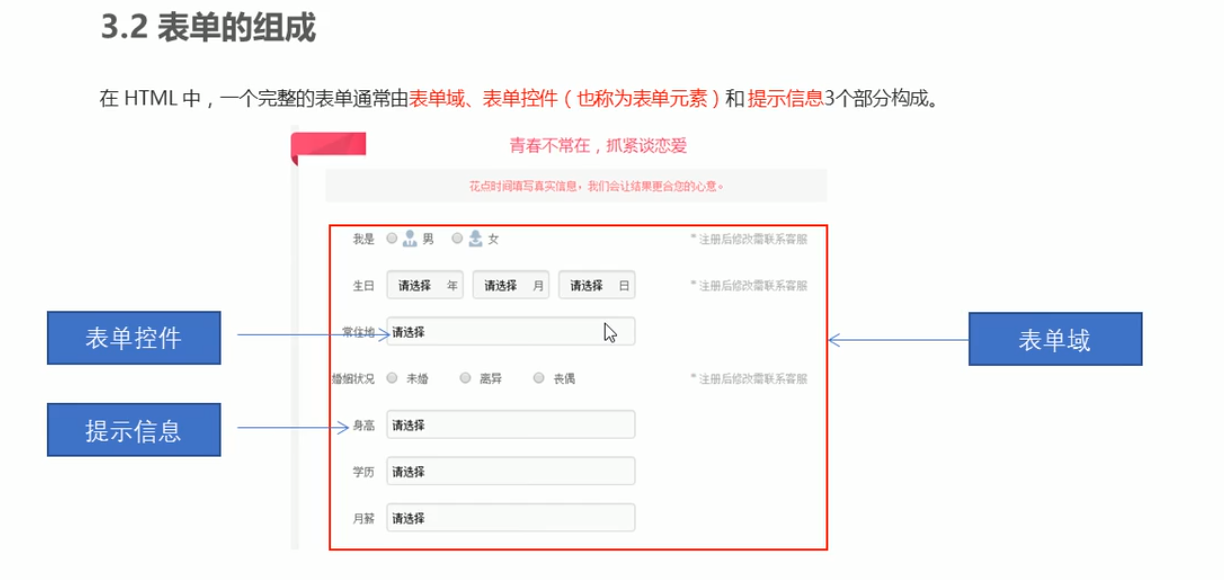 3.2 表单的组成
在 HTML 中，一个完整的表单通常由表单域、表单控件（也称为表单元素）和 提示信息3个部分构成。
青春不常在，抓紧谈恋爱
花点时间填写真实信息，我们会让结果更合您的心意。
我是 男 女 * 注册后修改需联系客服
生日 请选择 年 请选择 月 请选择 日 * 注册后修改需联系客服
表单控件
常住地 请选择
表单域
婚姻状况 未婚 离异 丧偶 * 注册后修改需联系客服
提示信息
身高 请选择
学历 请选择
月薪 请选择